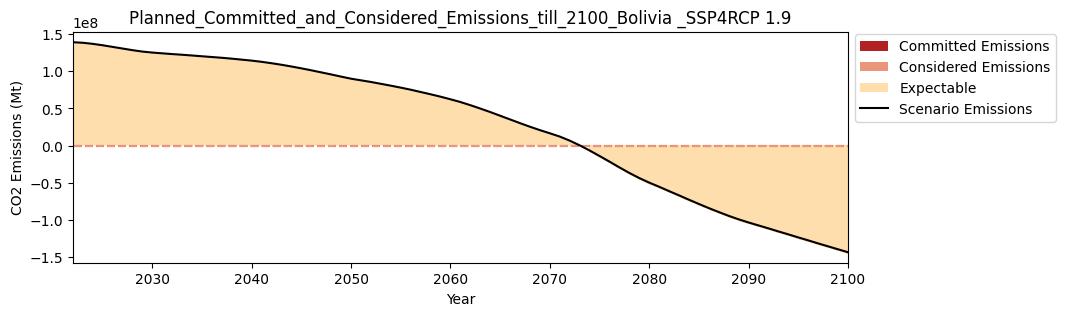 Planned_Committed_and_Considered_Emissions_till_2100_Bolivia _SSP4RCP 1.9
1e8
1.5
1.0
0.5
0.0
−0.5
−1.0
−1.5
CO2 Emissions (Mt)
2030 2040 2050 2060 2070 2080 2090 2100
Year
Committed Emissions
Considered Emissions
Expectable
Scenario Emissions